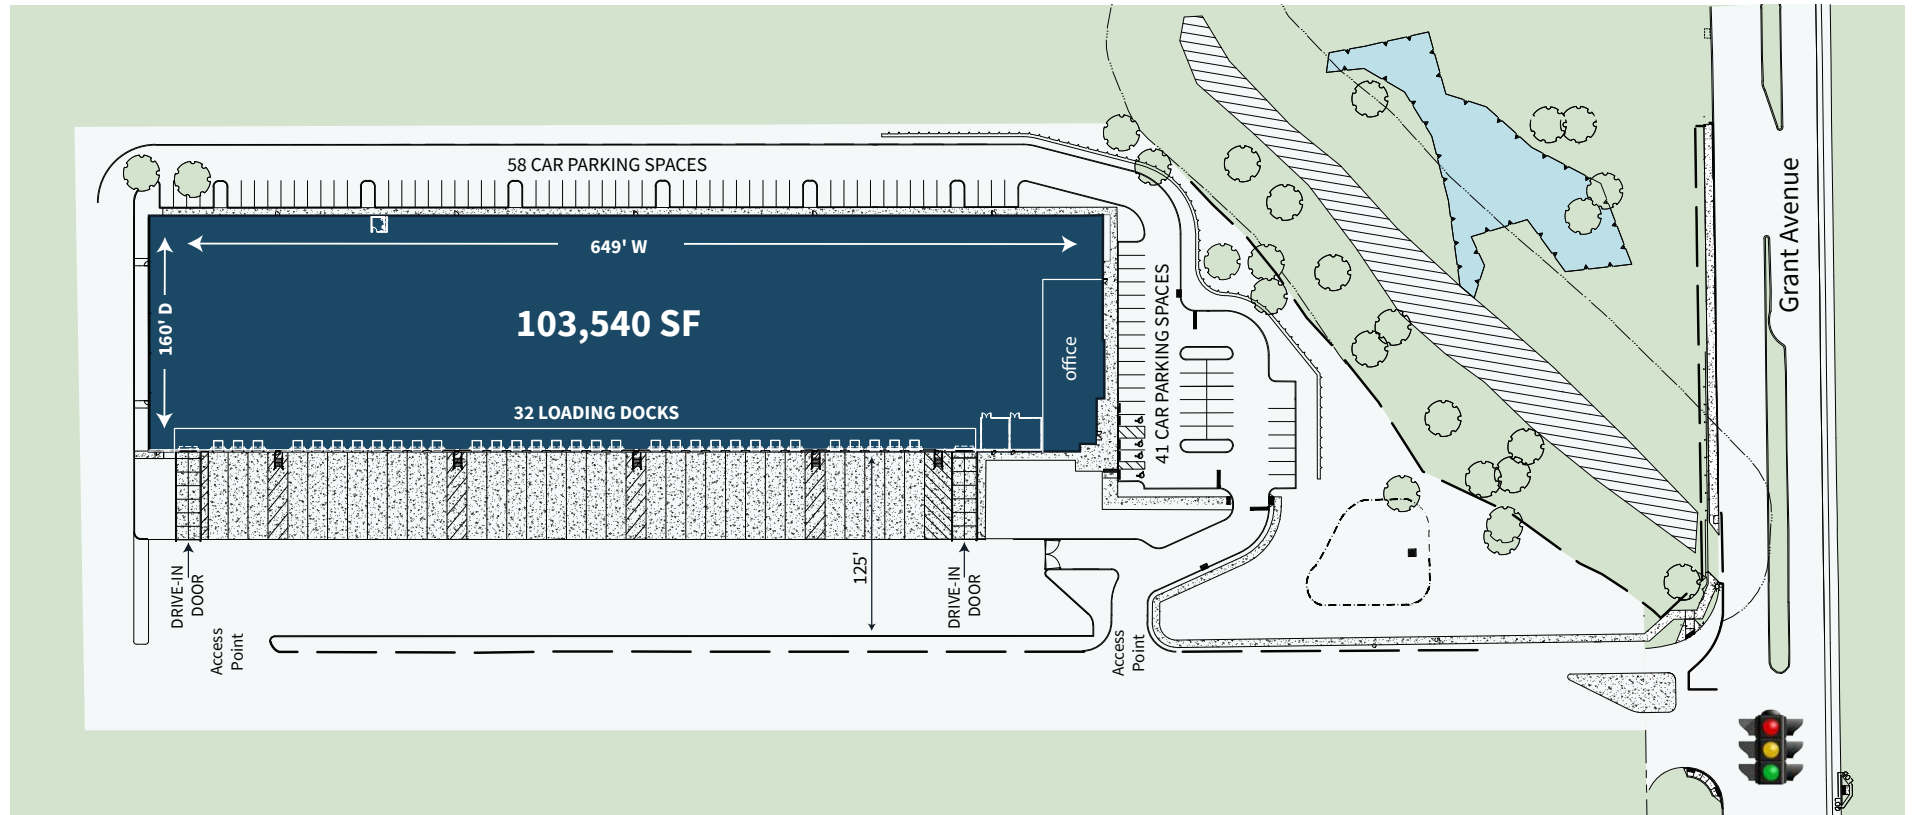 58 CAR PARKING SPACES
649' W
160' D
103,540 SF
office
41 CAR PARKING SPACES
32 LOADING DOCKS
Grant Avenue
DRIVE-IN
DOOR
125'
DRIVE-IN
DOOR
Access
Point
Access
Point